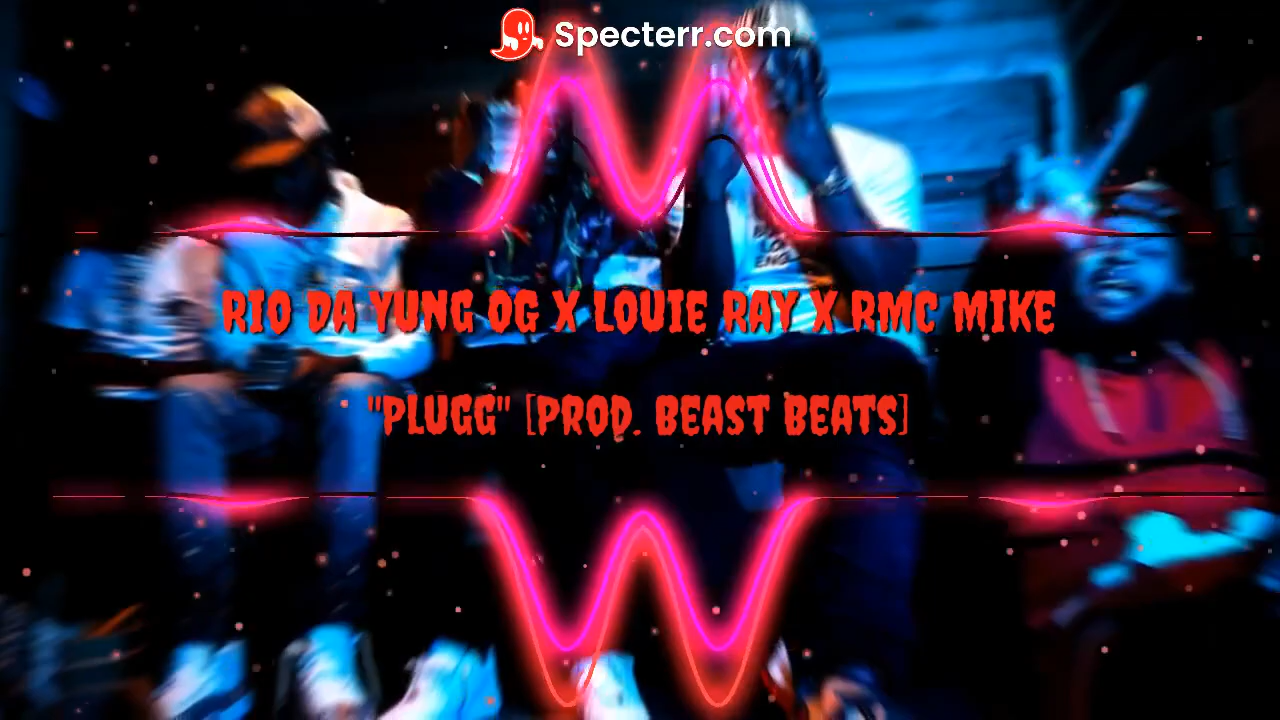 Specterr.com
RIO DA YUNG OG X LOUIE RAY X RMC MIKE
"PLUGG" [PROD. BEAST BEATS]